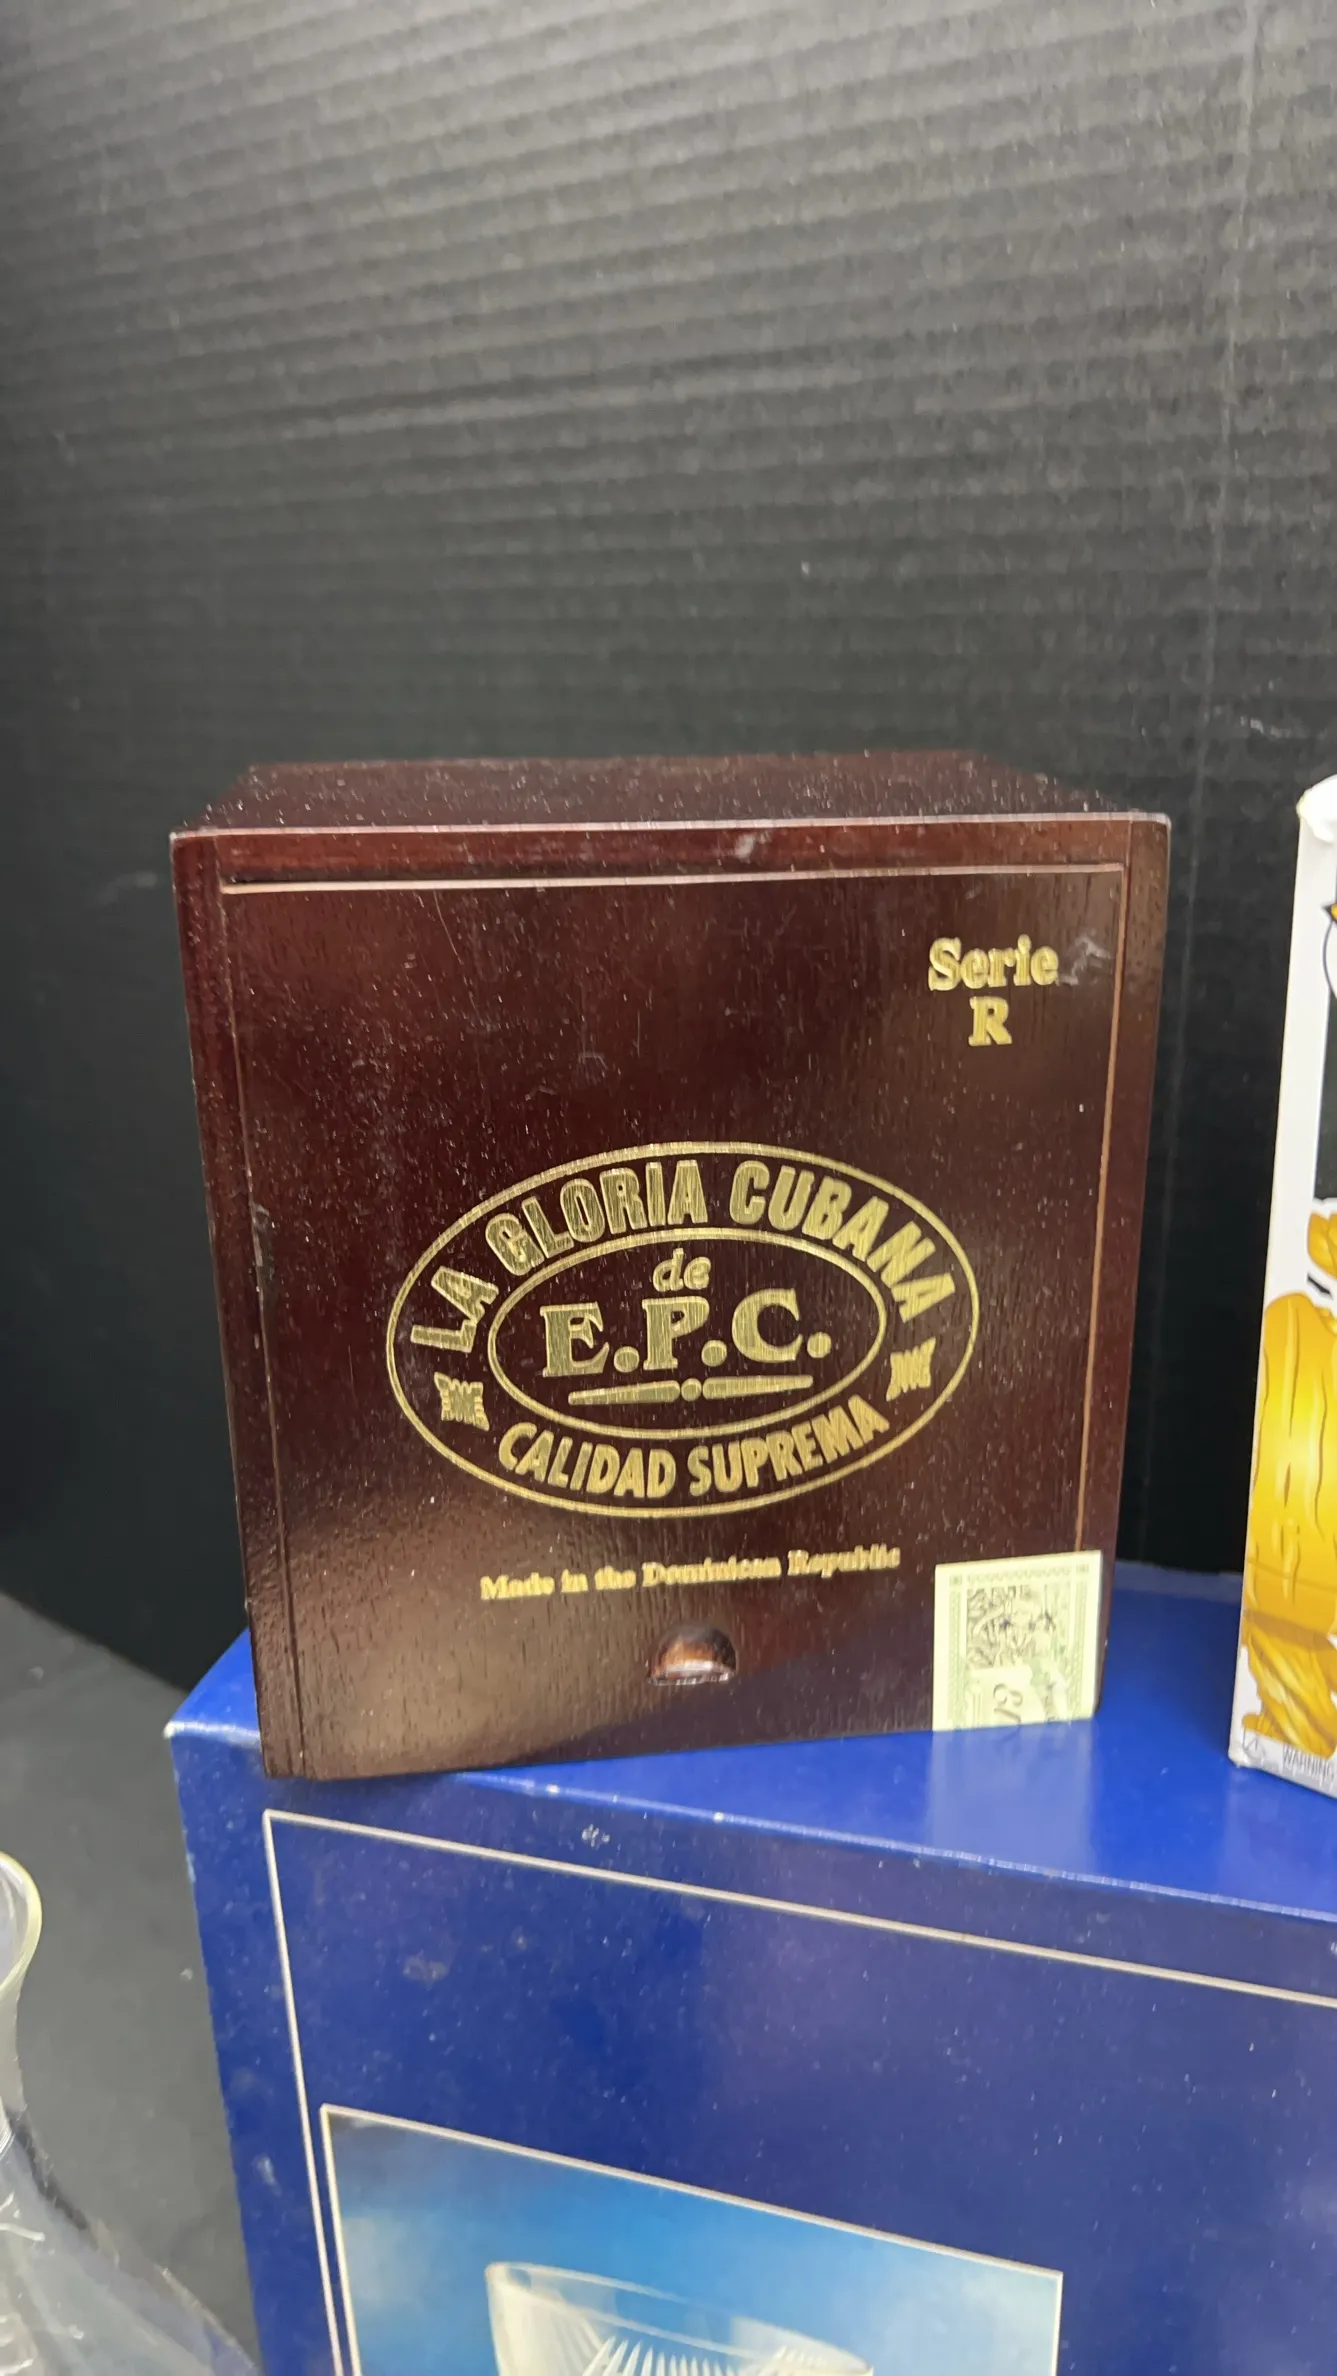 Serie
R
LA GLORIA CUBANA
de
E.P.C.
CALIDAD SUPREMA
Made in the Dominican Republic
WARNING